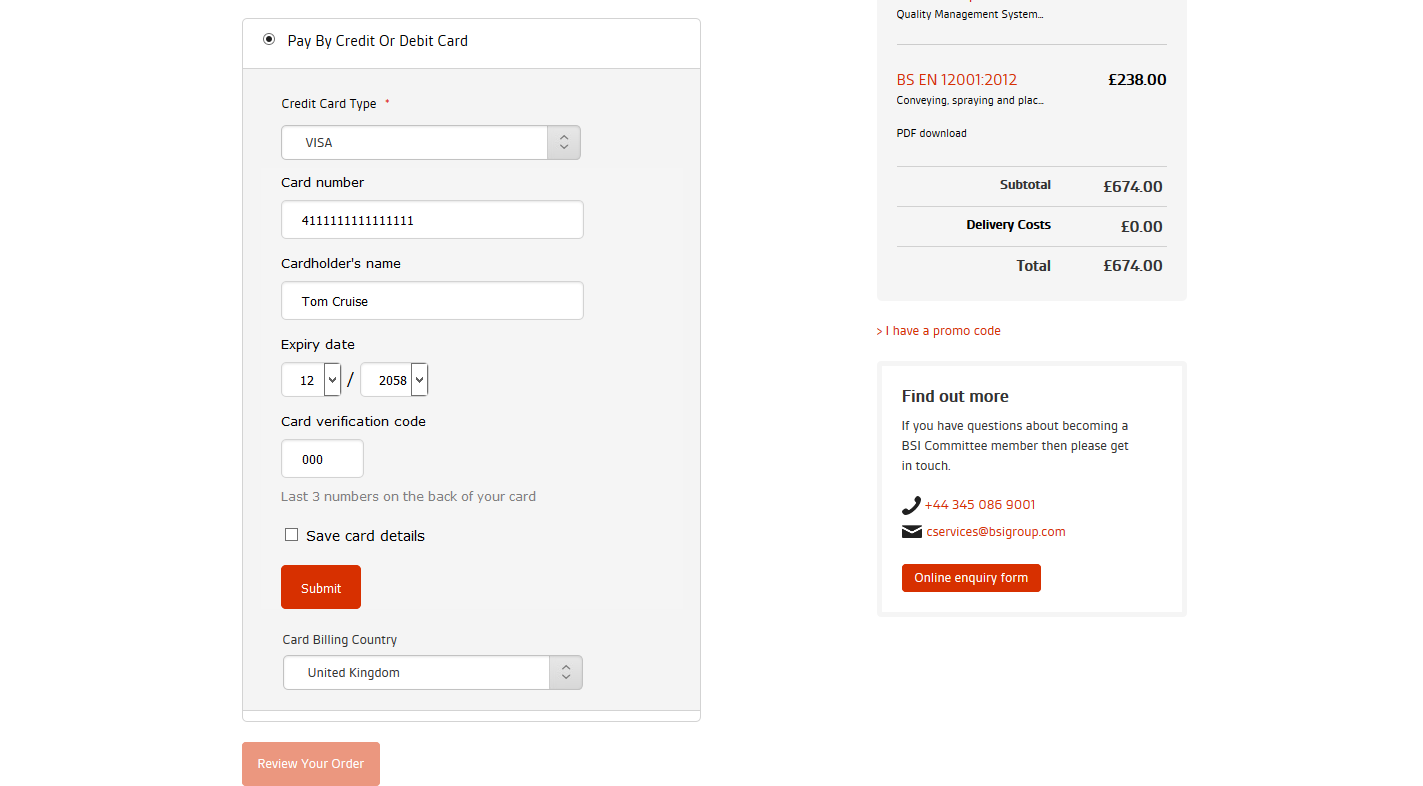 Pay By Credit Or Debit Card
Credit Card Type *
VISA
Card number
4111111111111111
Cardholder's name
Tom Cruise
Expiry date
12 / 2058
Card verification code
000
Last 3 numbers on the back of your card
Save card details
Submit
Card Billing Country
United Kingdom
Review Your Order
Quality Management System...
BS EN 12001:2012 £238.00
Conveying, spraying and plac...
PDF download
Subtotal £674.00
Delivery Costs £0.00
Total £674.00
> I have a promo code
Find out more
If you have questions about becoming a
BSI Committee member then please get
in touch.
+44 345 086 9001
cservices@bsigroup.com
Online enquiry form